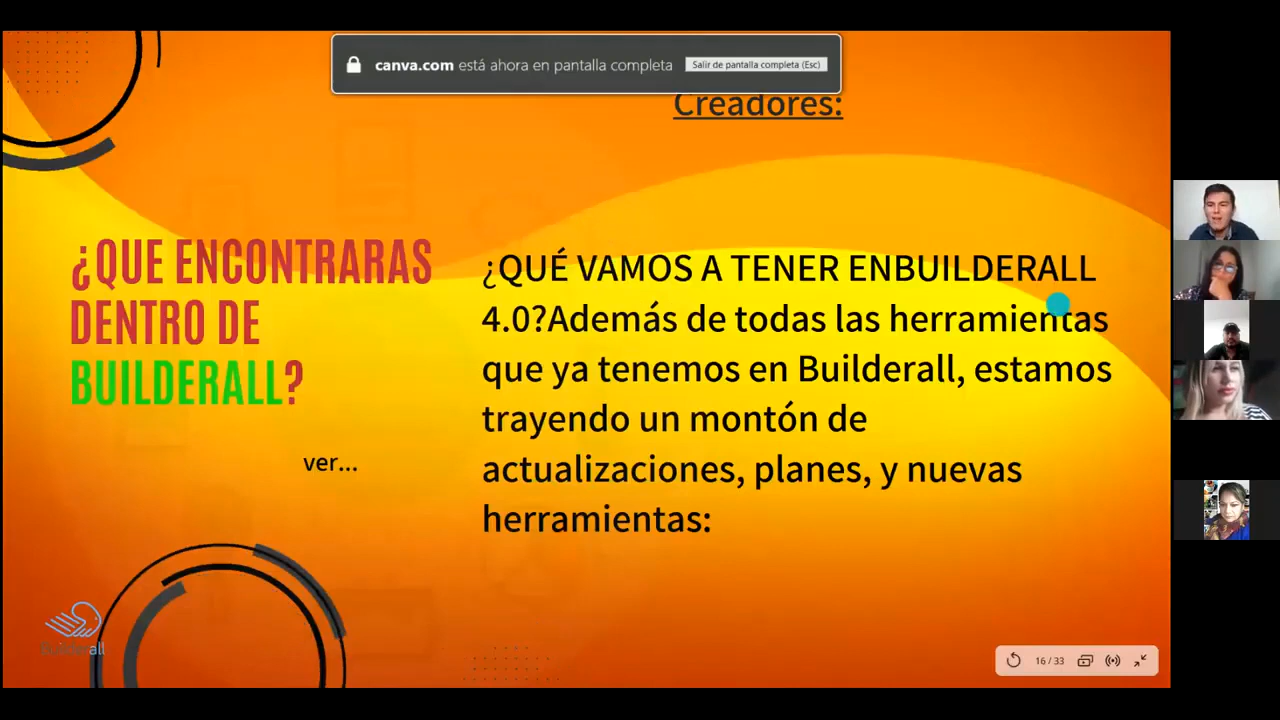 canva.com está ahora en pantalla completa
Salir de pantalla completa (Esc)
Creadores:
¿QUE ENCONTRARAS
DENTRO DE
BUILDERALL?
ver...
¿QUÉ VAMOS A TENER ENBUILDERALL
4.0?Además de todas las herramientas
que ya tenemos en Builderall, estamos
trayendo un montón de
actualizaciones, planes, y nuevas
herramientas:
Builderall
16 / 33